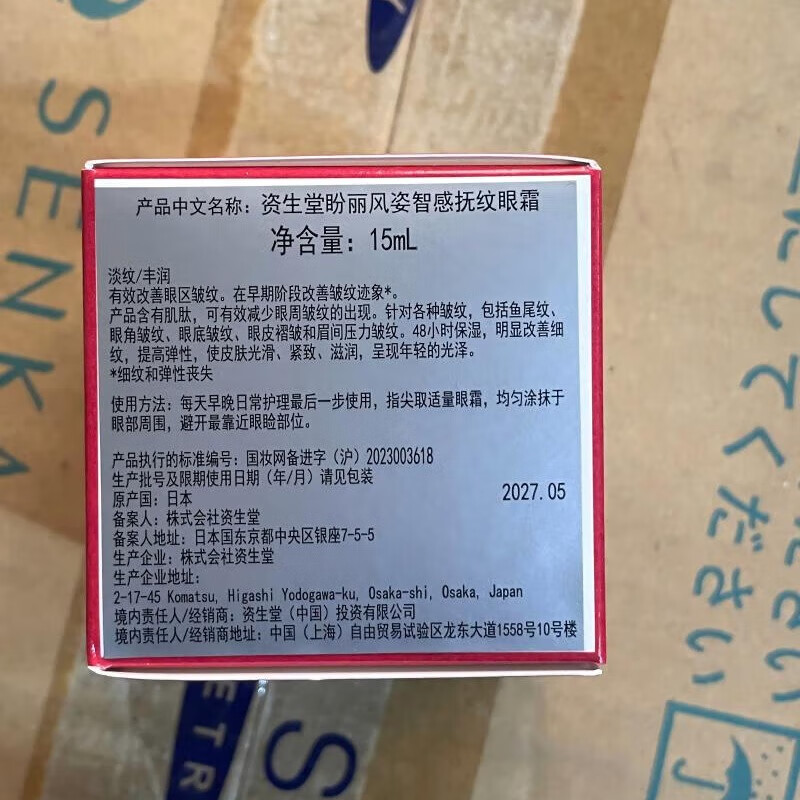 SENKA
産품中文名称：资生堂盼丽风姿智感抚纹眼霜
净含量：15mL
淡纹/丰润
有效改善眼区皱纹。在早期阶段改善皱纹迹象*。
产品含有肌肽，可有效减少眼周皱纹的出现。针对各种皱纹，包括鱼尾纹、
眼角皱纹、眼底皱纹、眼皮褶皱和眉间压力皱纹。48小时保湿，明显改善细
纹，提高弹性，使皮肤光滑、紧致、滋润，呈现年轻的光泽。
*细纹和弹性丧失
使用方法：每天早晚日常护理最后一步使用，指尖取适量眼霜，均匀涂抹于
眼部周围，避开最靠近眼睑部位。
产品执行的标准编号：国妆网备进字（沪）2023003618
生产批号及限期使用日期（年/月）请见包装
2027.05
原产国：日本
备案人：株式会社资生堂
备案人地址：日本国东京都中央区银座7-5-5
生产企业：株式会社资生堂
生产企业地址：
2-17-45 Komatsu, Higashi Yodogawa-ku, Osaka-shi, Osaka, Japan
境内责任人/经销商：资生堂（中国）投资有限公司
境内责任人/经销商地址：中国（上海）自由贸易试验区龙东大道1558号10号楼
ETR
S
ください